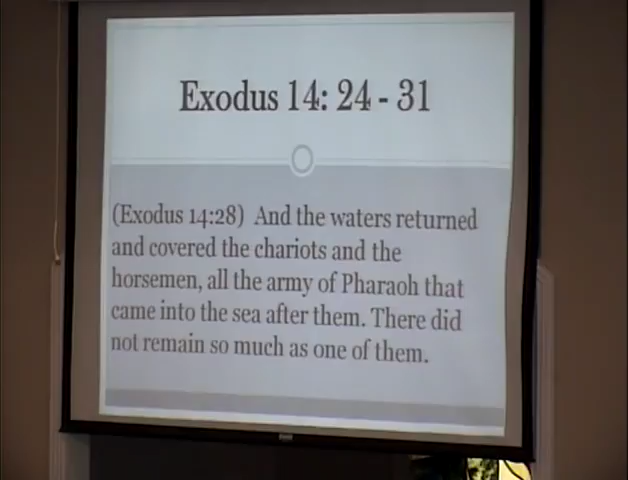 Exodus 14: 24 - 31
(Exodus 14:28) And the waters returned
and covered the chariots and the
horsemen, all the army of Pharaoh that
came into the sea after them. There did
not remain so much as one of them.